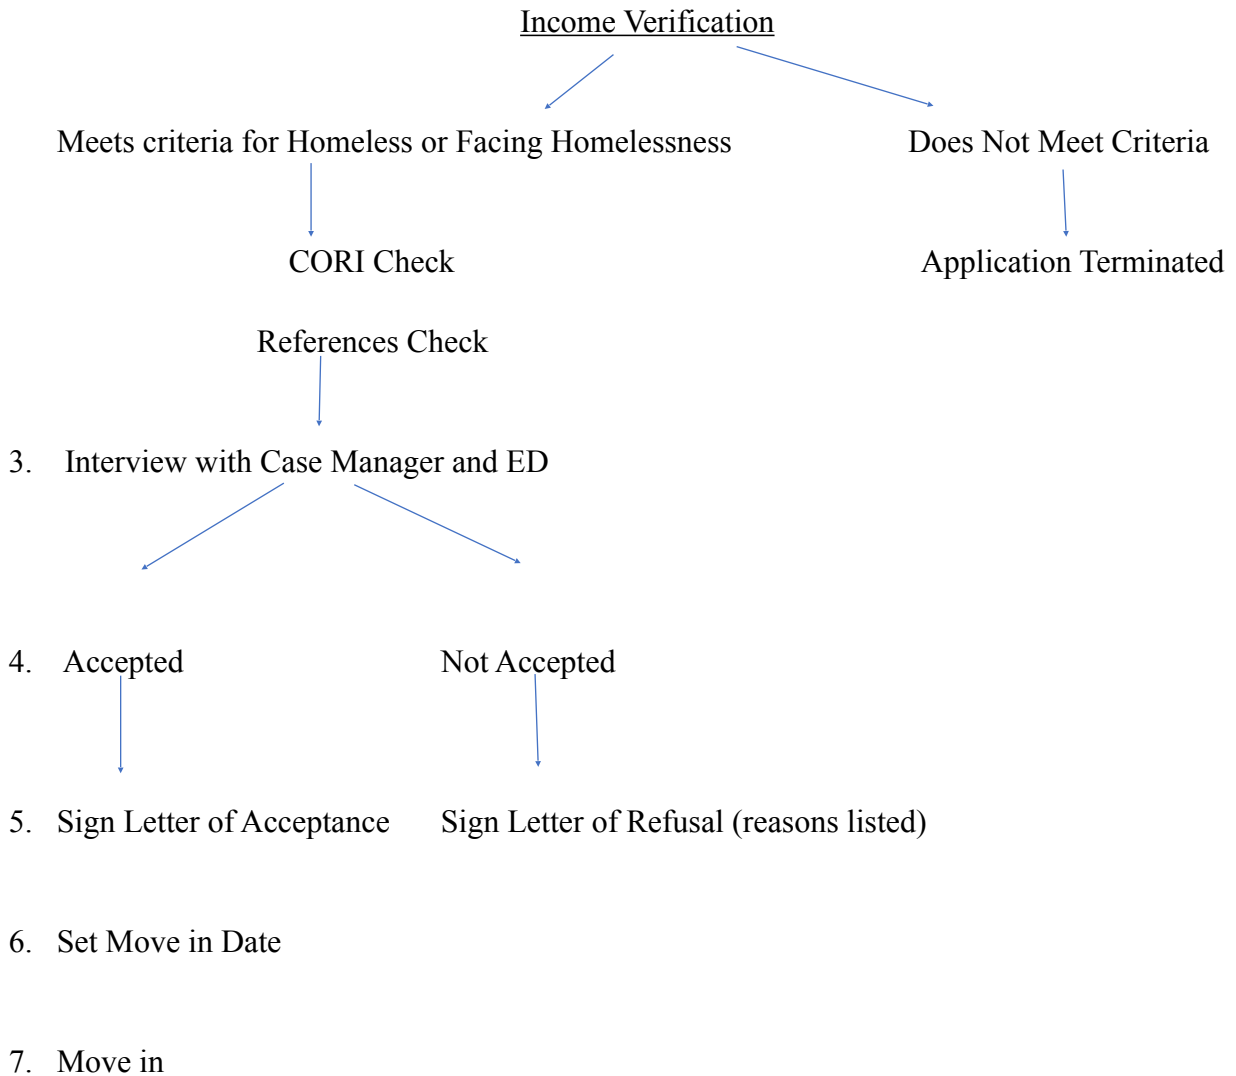 Income Verification
Meets criteria for Homeless or Facing Homelessness Does Not Meet Criteria
CORI Check Application Terminated
References Check
3. Interview with Case Manager and ED
4. Accepted Not Accepted
5. Sign Letter of Acceptance Sign Letter of Refusal (reasons listed)
6. Set Move in Date
7. Move in